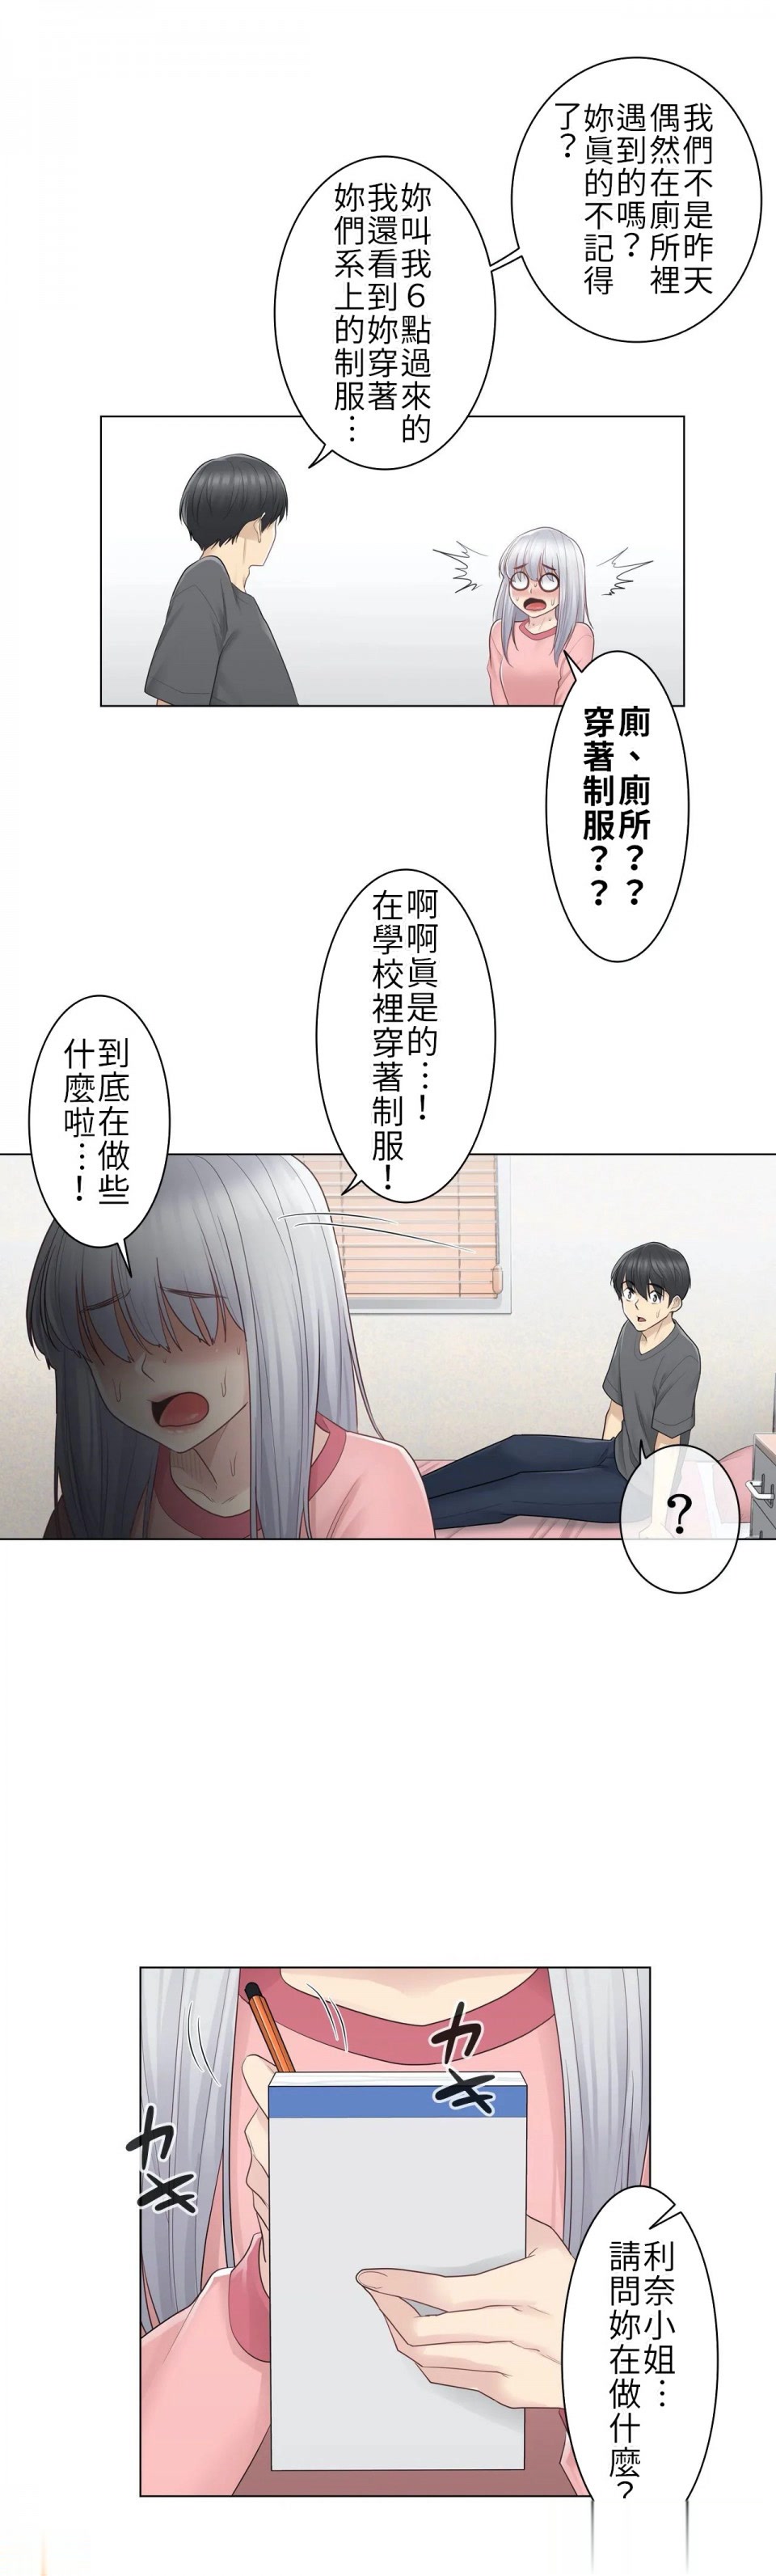 我們不是昨天
偶然在廁所裡
遇到的嗎？
妳眞的不記得
了？
妳叫我６點過來的
我還看到妳穿著
妳們系上的制服…
廁、廁所？？
穿著制服？？
啊啊眞是的…！
在學校裡穿著制服！
到底在做些
什麼啦…！
？
カ
キ
カ
キ
利奈小姐…
請問妳在做什麼？